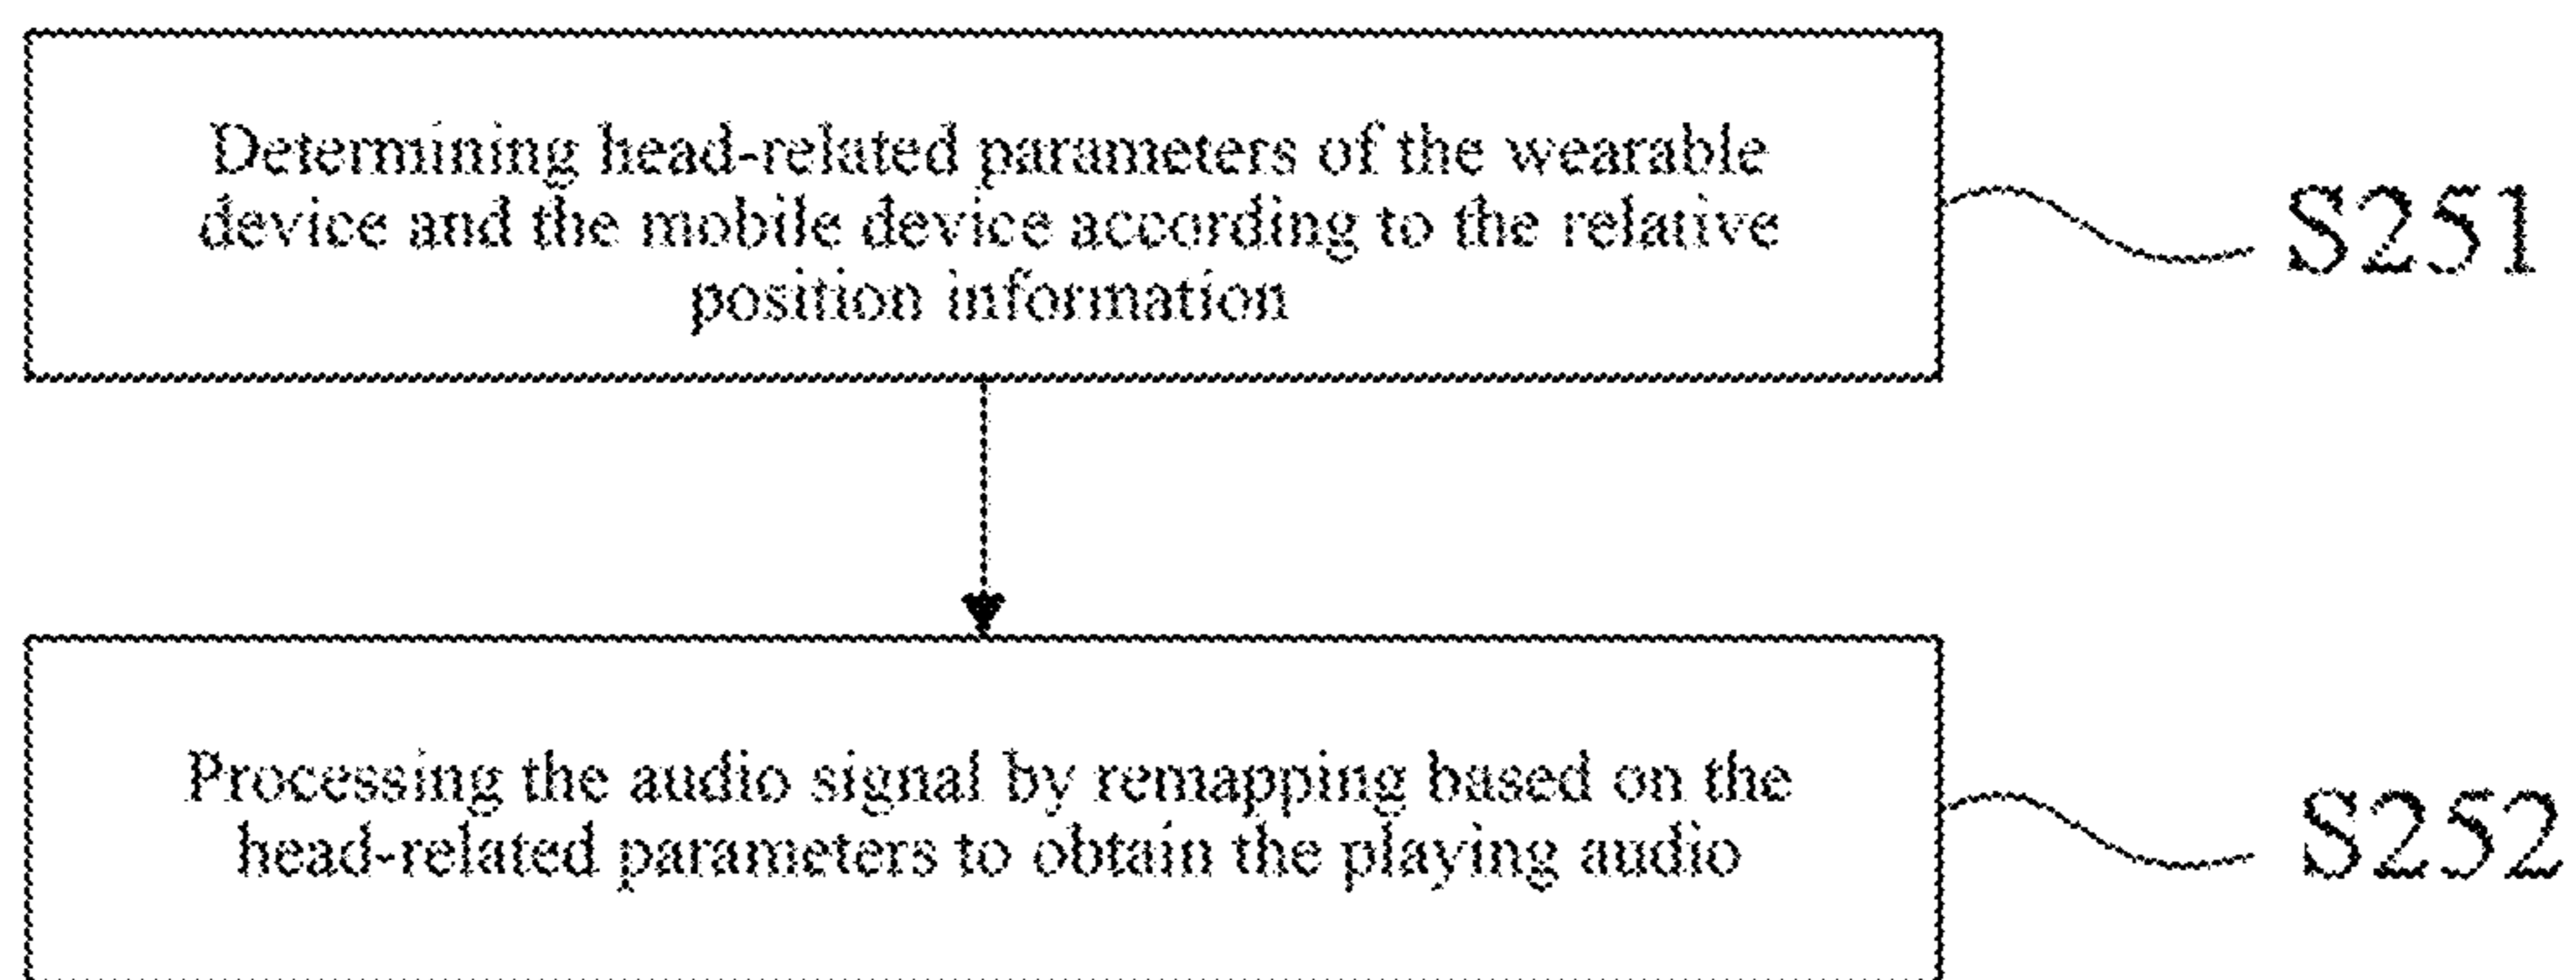 Determining head-related parameters of the wearable
device and the mobile device according to the relative
position information
S251
Processing the audio signal by remapping based on the
head-related parameters to obtain the playing audio
S252